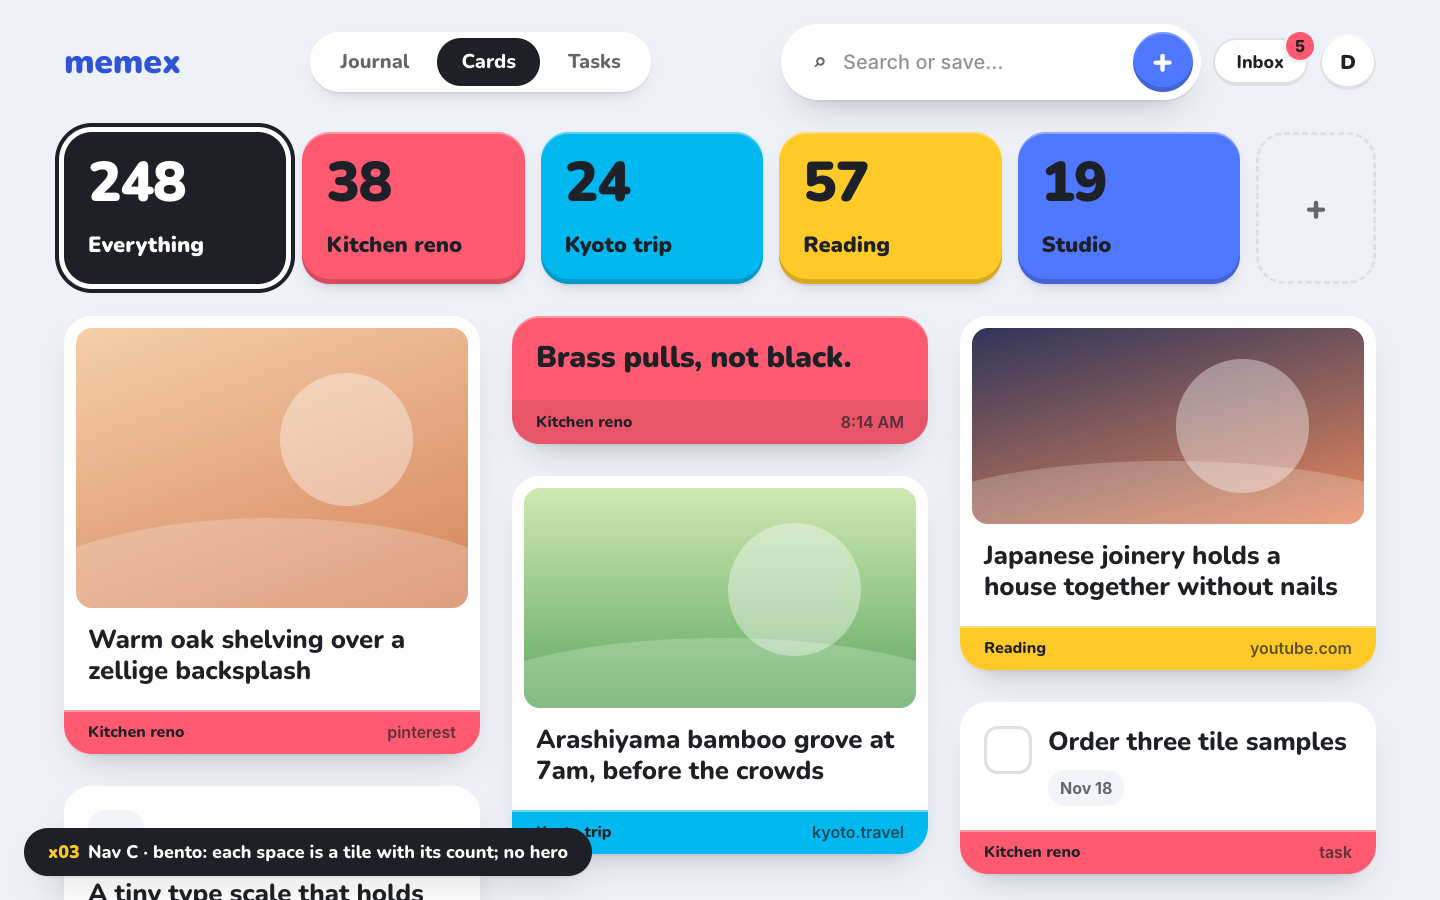 memex
Journal
Cards
Tasks
Search or save...
Inbox
5
D
248
Everything
38
Kitchen reno
24
Kyoto trip
57
Reading
19
Studio
+
Warm oak shelving over a
zellige backsplash
Kitchen reno
pinterest
Brass pulls, not black.
Kitchen reno
8:14 AM
Arashiyama bamboo grove at
7am, before the crowds
trip
kyoto.travel
Japanese joinery holds a
house together without nails
Reading
youtube.com
Order three tile samples
Nov 18
Kitchen reno
task
x03 Nav C · bento: each space is a tile with its count; no hero
A tiny type scale that holds